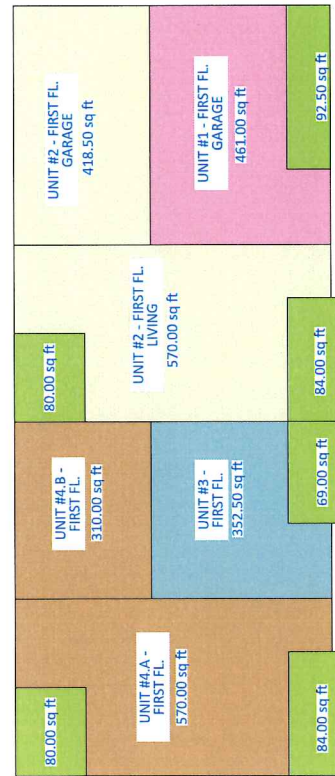 80.00 sq ft
UNIT #4.A -
FIRST FL.
570.00 sq ft
84.00 sq ft
UNIT #4.B -
FIRST FL.
310.00 sq ft
UNIT #3 -
FIRST FL.
352.50 sq ft
69.00 sq ft
80.00 sq ft
UNIT #2 - FIRST FL.
LIVING
570.00 sq ft
84.00 sq ft
UNIT #2 - FIRST FL.
GARAGE
418.50 sq ft
UNIT #1 - FIRST FL.
GARAGE
461.00 sq ft
92.50 sq ft